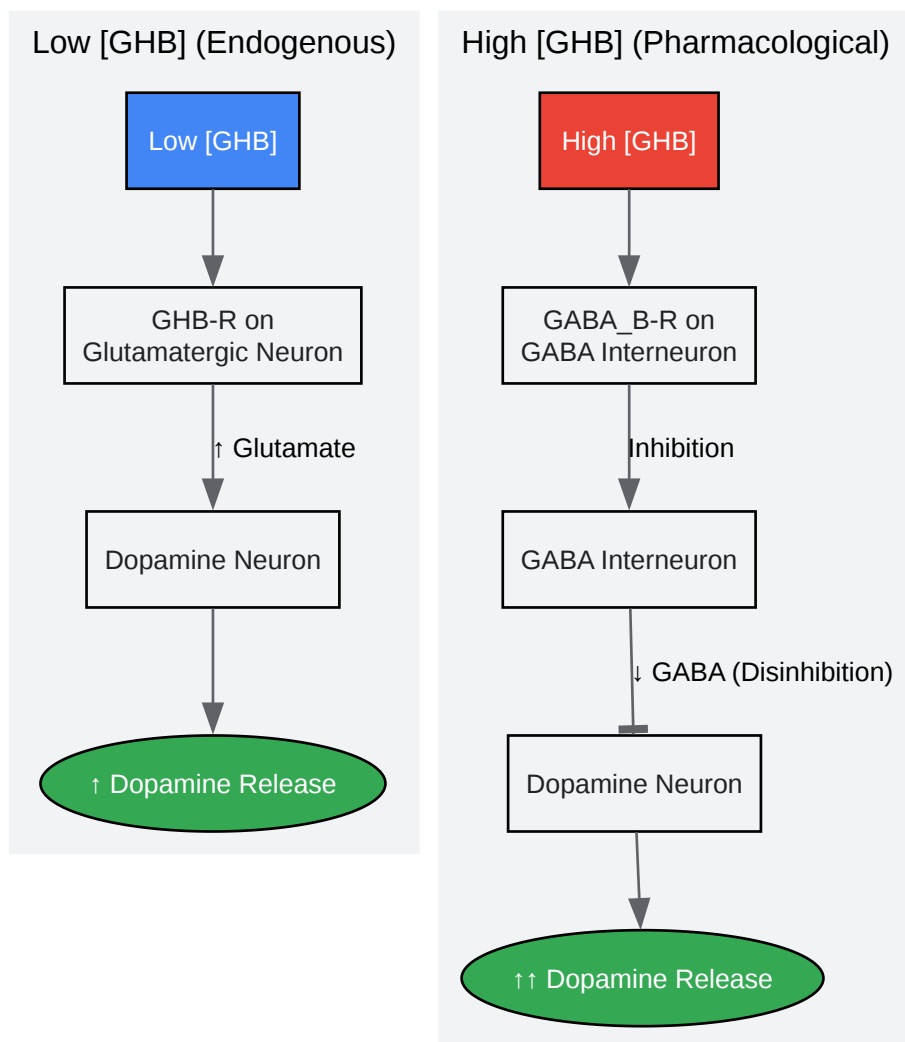 Low [GHB] (Endogenous)
Low [GHB]
GHB-R on
Glutamatergic Neuron
↑ Glutamate
Dopamine Neuron
↑ Dopamine Release
High [GHB] (Pharmacological)
High [GHB]
GABA_B-R on
GABA Interneuron
Inhibition
GABA Interneuron
↓ GABA (Disinhibition)
Dopamine Neuron
↑↑ Dopamine Release